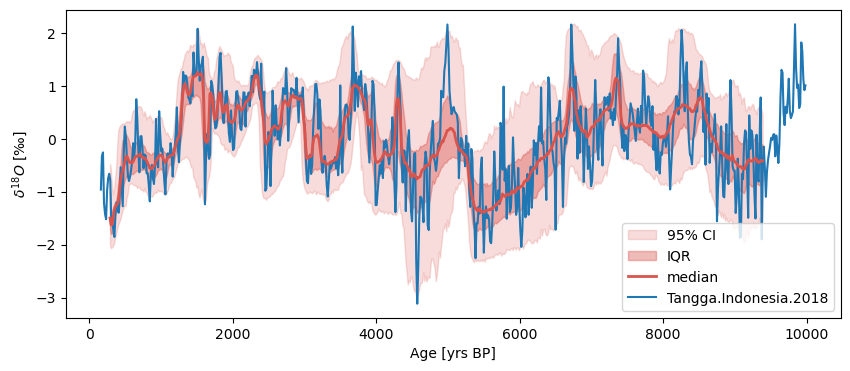 2
1
0
−1
−2
−3
δ¹⁸O [‰]
0
2000
4000
6000
8000
10000
Age [yrs BP]
95% CI
IQR
median
Tangga.Indonesia.2018